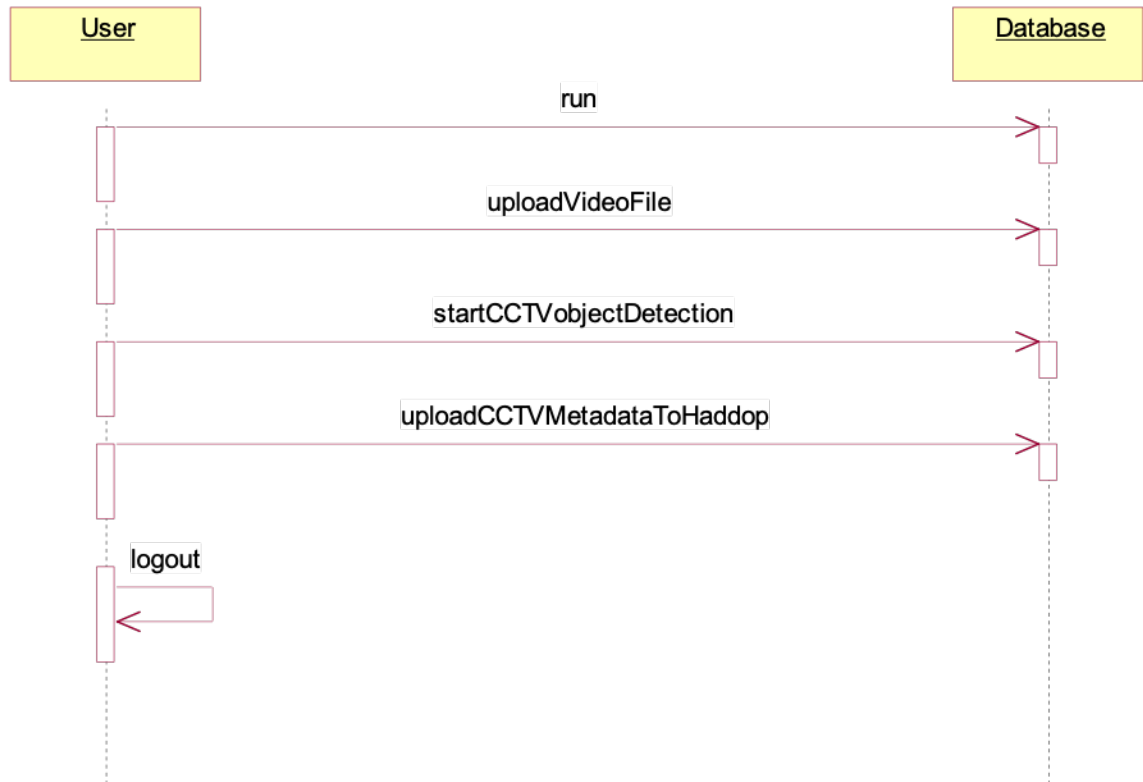 User
Database
run
uploadVideoFile
startCCTVobjectDetection
uploadCCTVMetadataToHaddop
logout